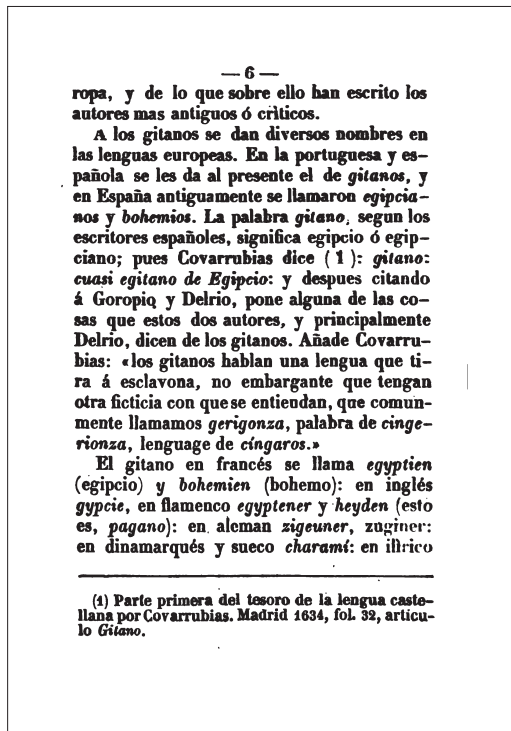 — 6 —
ropa, y de lo que sobre ello han escrito los
autores mas antiguos ó críticos.
A los gitanos se dan diversos nombres en
las lenguas europeas. En la portuguesa y es-
pañola se les da al presente el de gitanos, y
en España antiguamente se llamaron egipcia-
nos y bohemios. La palabra gitano, segun los
escritores españoles, significa egipcio ó egip-
ciano; pues Covarrubias dice (1): gitano:
cuasi egitano de Egipcio: y despues citando
á Goropio y Delrio, pone alguna de las co-
sas que estos dos autores, y principalmente
Delrio, dicen de los gitanos. Añade Covarru-
bias: «los gitanos hablan una lengua que ti-
ra á esclavona, no embargante que tengan
otra ficticia con que se entiendan, que comun-
mente llamamos gerigonza, palabra de cinge-
rionza, lenguage de cíngaros.»
El gitano en francés se llama egyptien
(egipcio) y bohemien (bohemo): en inglés
gypcie, en flamenco egyptener y heyden (esto
es, pagano): en aleman zigeuner, zuginer:
en dinamarqués y sueco charamí: en illrico
(1) Parte primera del tesoro de la lengua caste-
llana por Covarrubias. Madrid 1634, fol. 32, artícu-
lo Gitano.